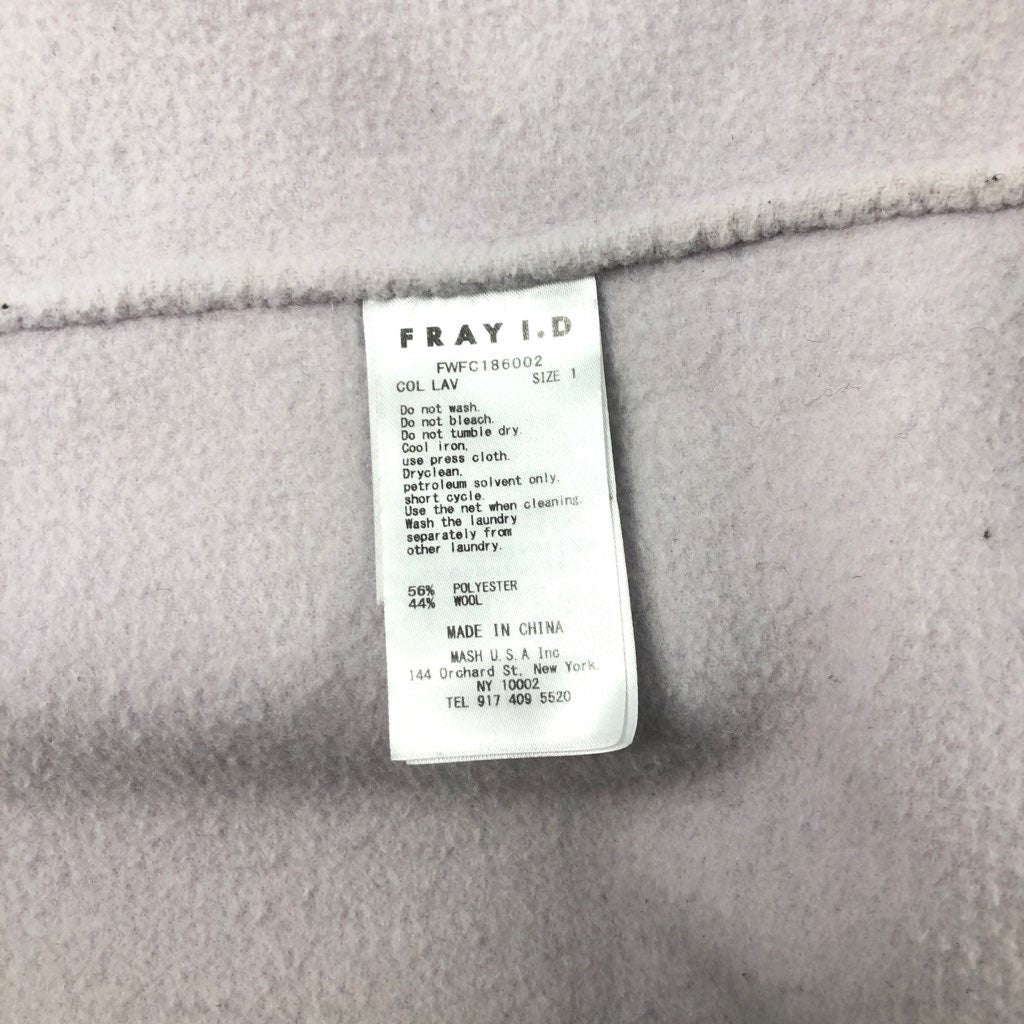 FRAY I.D
FWFC186002
COL LAV SIZE 1
Do not wash.
Do not bleach.
Do not tumble dry.
Cool iron,
use press cloth.
Dryclean,
petroleum solvent only.
short cycle.
Use the net when cleaning.
Wash the laundry
separately from
other laundry.
56% POLYESTER
44% WOOL
MADE IN CHINA
MASH U.S.A Inc
144 Orchard St. New York.
NY 10002
TEL 917 409 5520